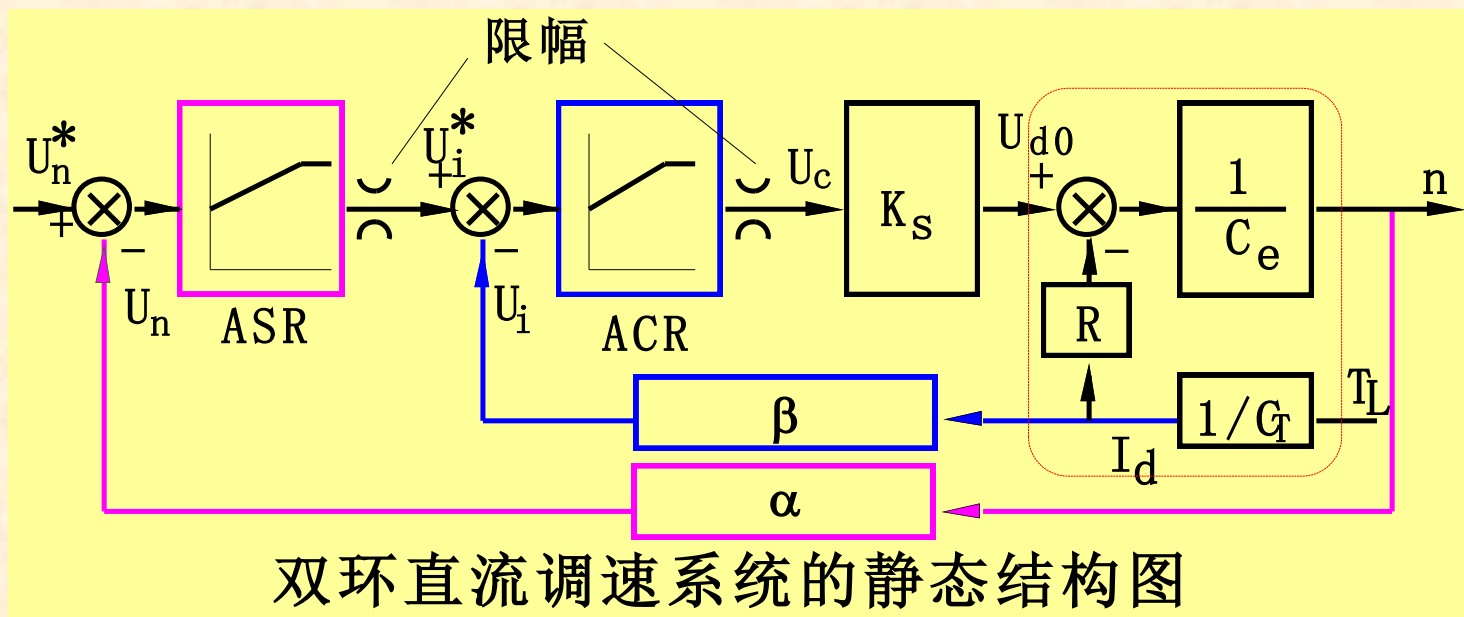 限幅
U*n
+
-
Un
ASR
U*i
+
-
Ui
ACR
Uc
Ks
Ud0
+
-
R
1
Ce
n
β
Id
1/CT
TL
α
双环直流调速系统的静态结构图